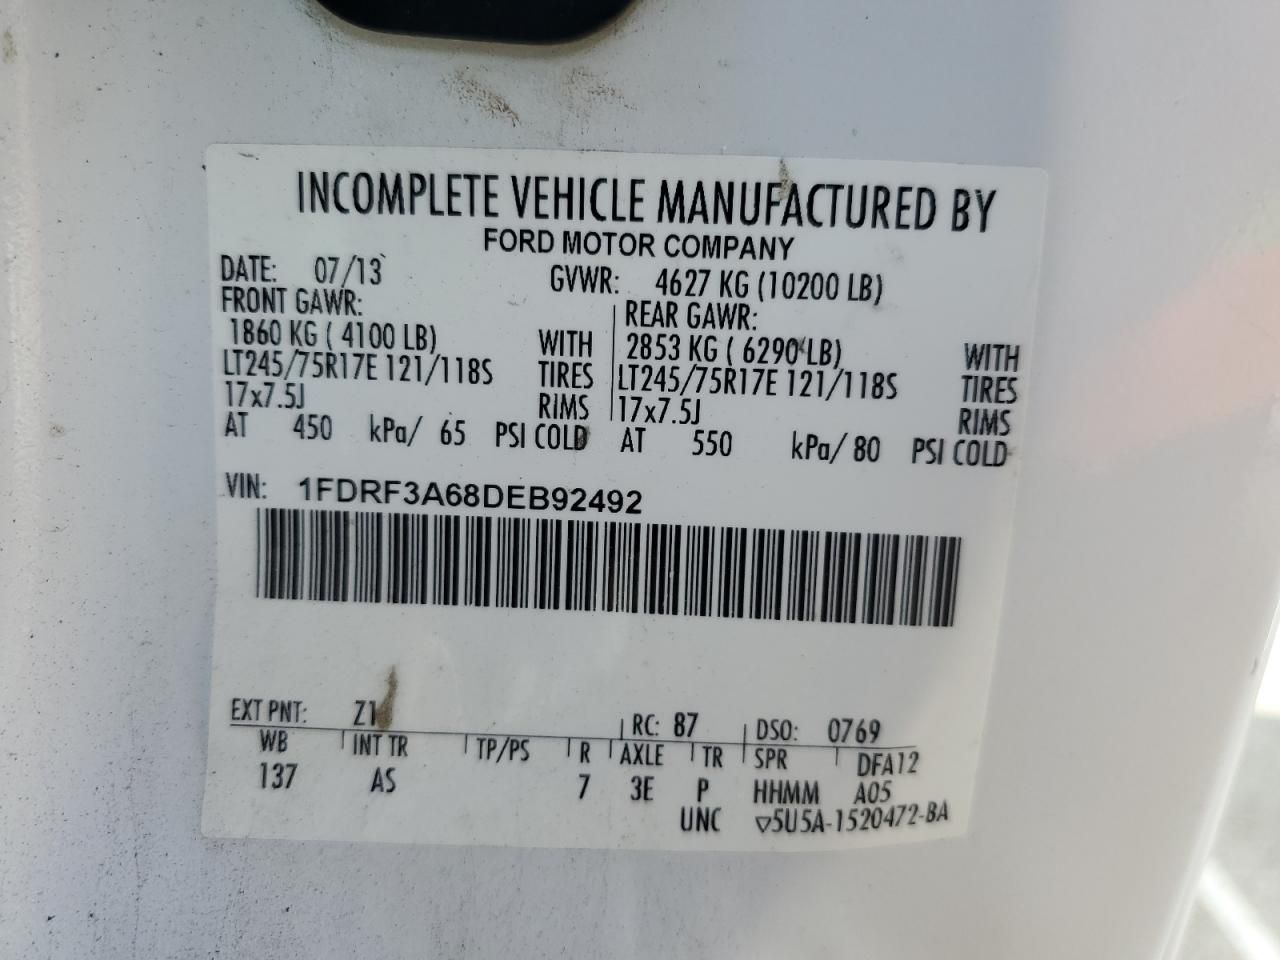 INCOMPLETE VEHICLE MANUFACTURED BY
FORD MOTOR COMPANY
DATE: 07/13 GVWR: 4627 KG (10200 LB)
FRONT GAWR: REAR GAWR:
1860 KG ( 4100 LB) WITH 2853 KG ( 6290 LB) WITH
LT245/75R17E 121/118S TIRES LT245/75R17E 121/118S TIRES
17x7.5J RIMS 17x7.5J RIMS
AT 450 kPa/ 65 PSI COLD AT 550 kPa/ 80 PSI COLD
VIN: 1FDRF3A68DEB92492
EXT PNT: Z1 RC: 87 DSO: 0769
WB INT TR TP/PS R AXLE TR SPR DFA12
137 AS 7 3E P HHMM A05
UNC ▽5U5A-1520472-BA